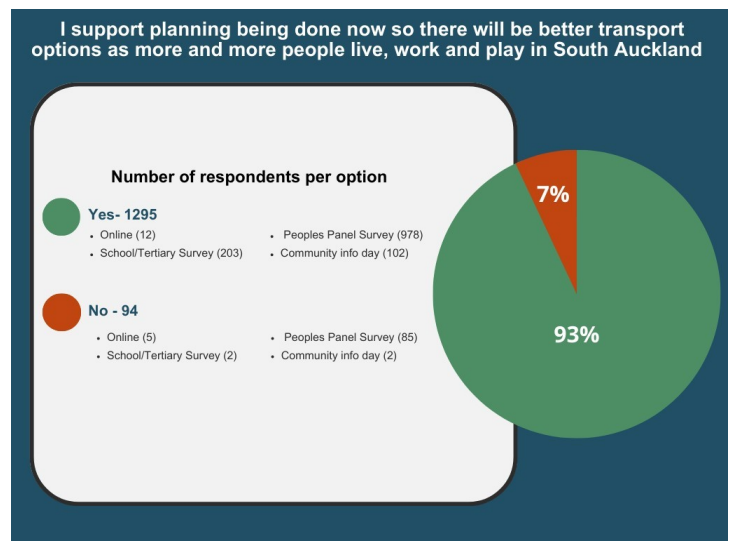 I support planning being done now so there will be better transport
options as more and more people live, work and play in South Auckland
Number of respondents per option
Yes- 1295
• Online (12)
• School/Tertiary Survey (203)
• Peoples Panel Survey (978)
• Community info day (102)
No - 94
• Online (5)
• School/Tertiary Survey (2)
• Peoples Panel Survey (85)
• Community info day (2)
7%
93%